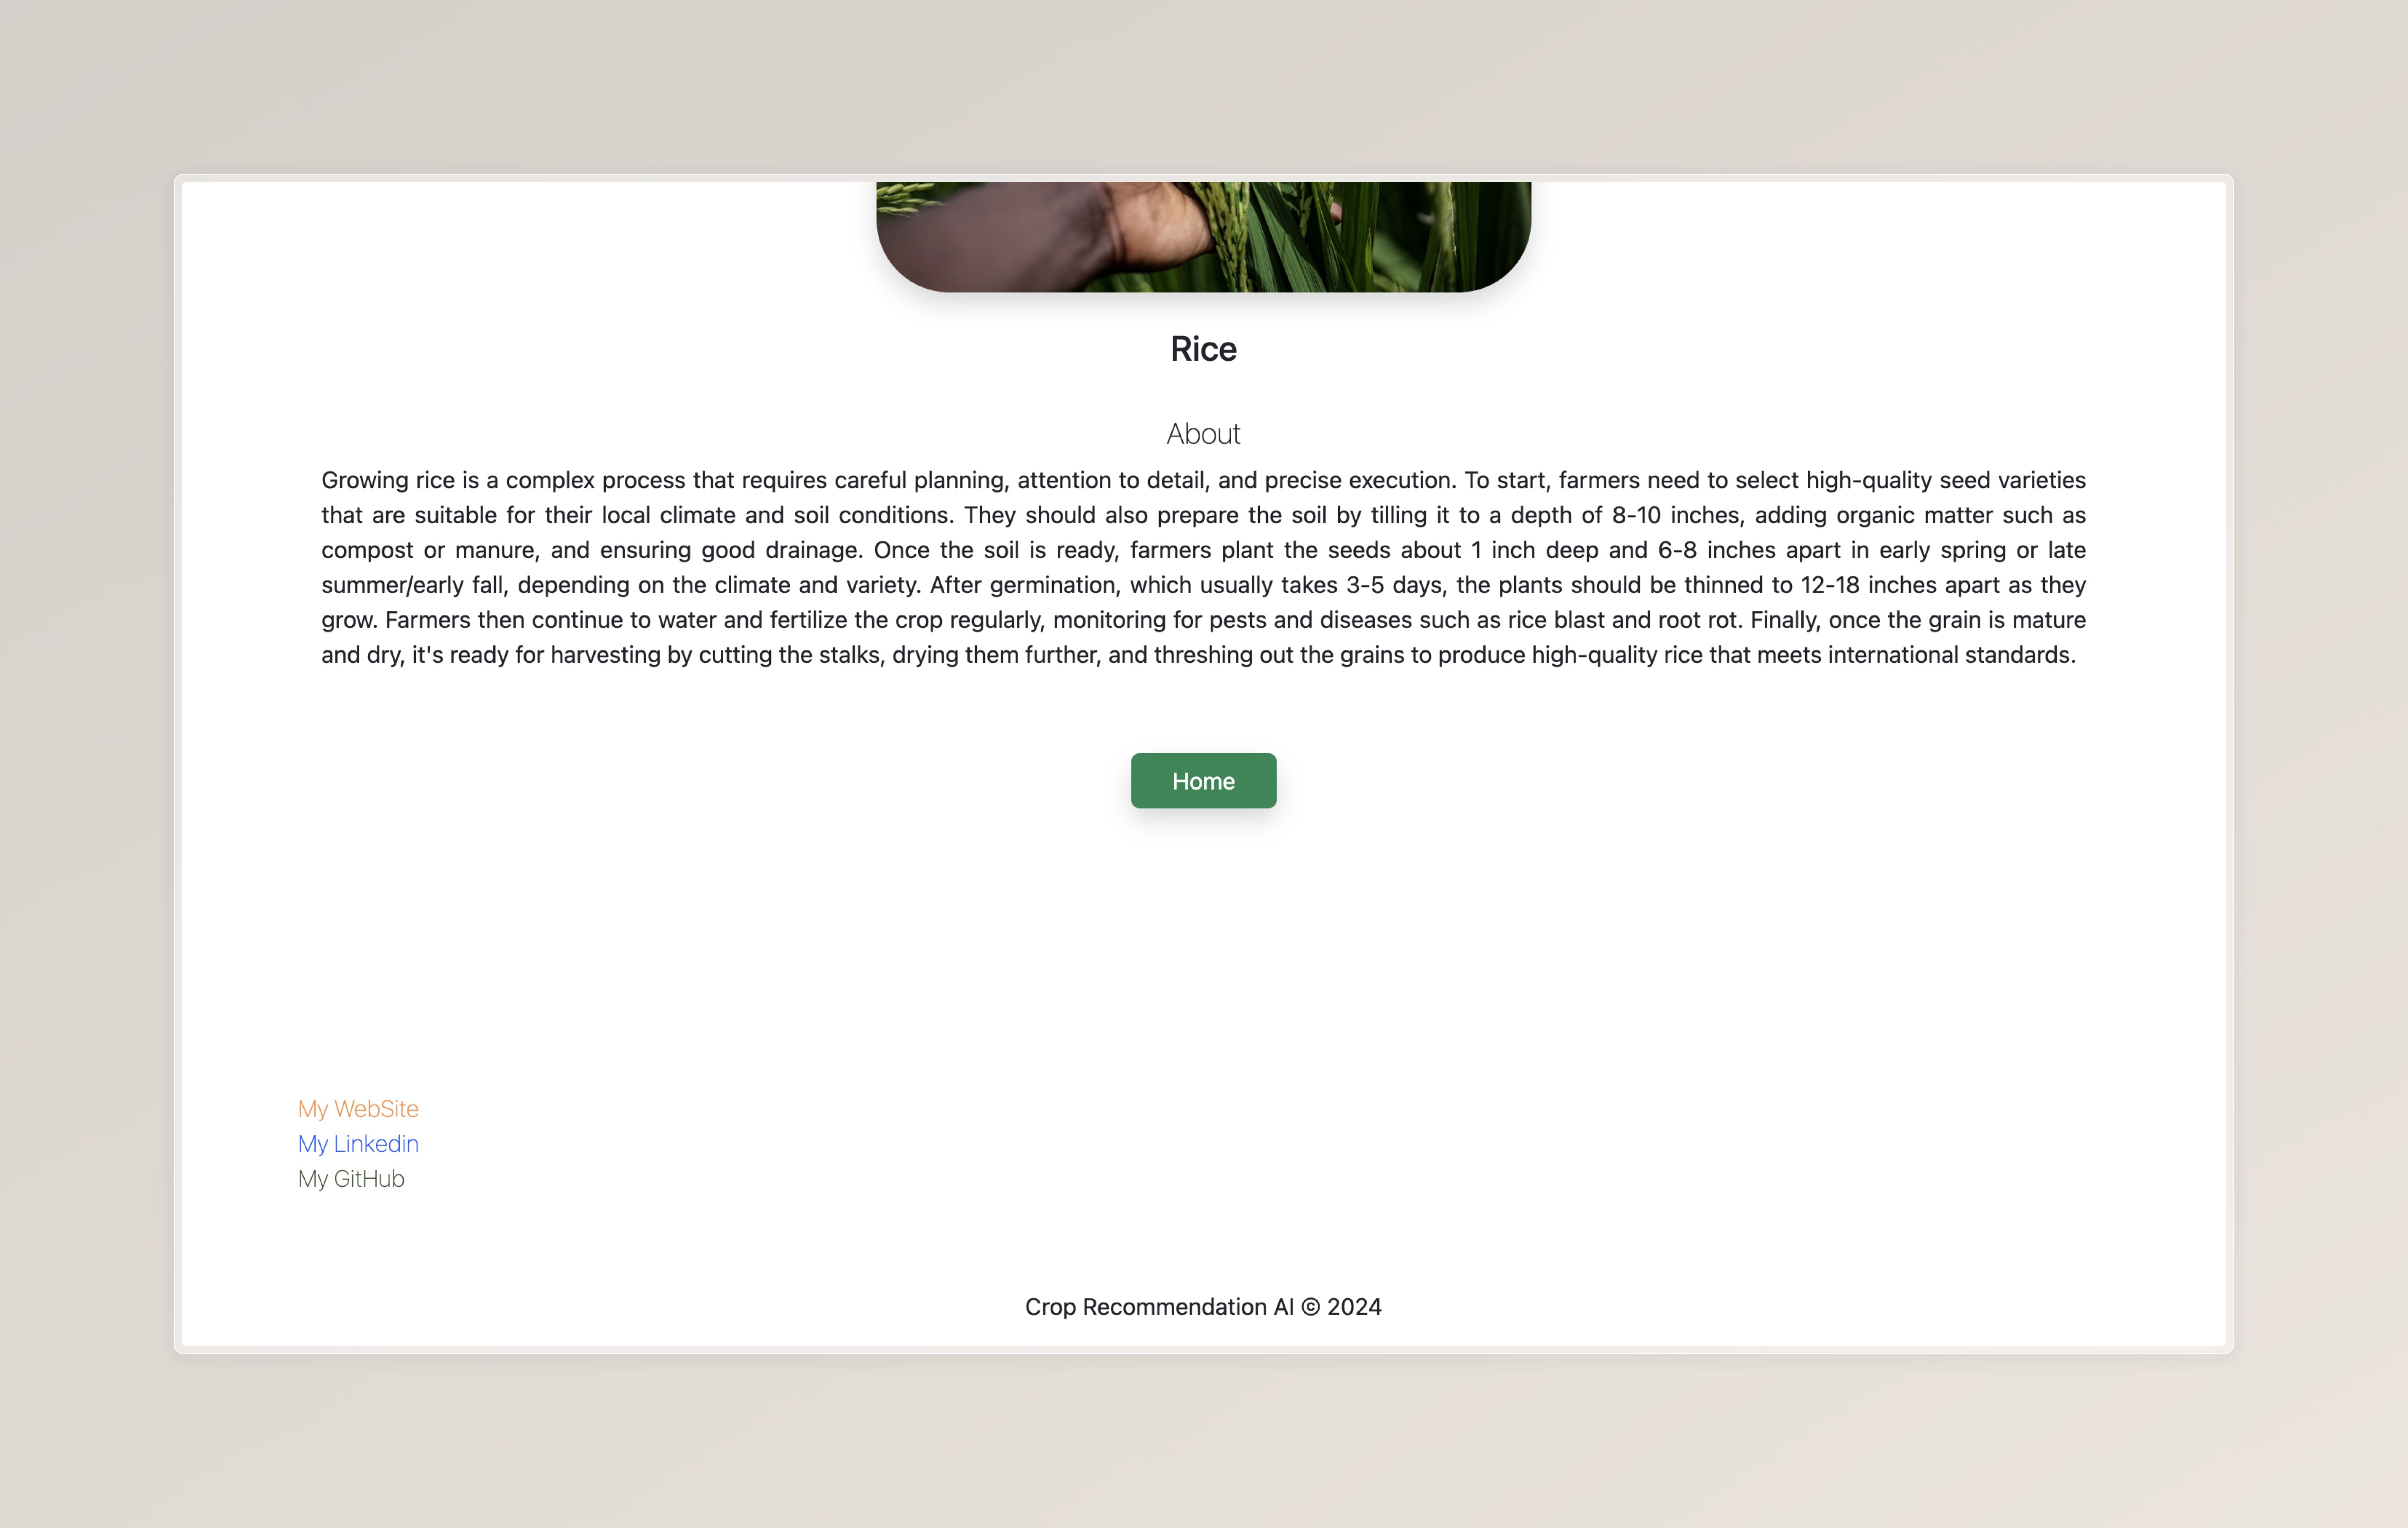 Rice
About
Growing rice is a complex process that requires careful planning, attention to detail, and precise execution. To start, farmers need to select high-quality seed varieties
that are suitable for their local climate and soil conditions. They should also prepare the soil by tilling it to a depth of 8-10 inches, adding organic matter such as
compost or manure, and ensuring good drainage. Once the soil is ready, farmers plant the seeds about 1 inch deep and 6-8 inches apart in early spring or late
summer/early fall, depending on the climate and variety. After germination, which usually takes 3-5 days, the plants should be thinned to 12-18 inches apart as they
grow. Farmers then continue to water and fertilize the crop regularly, monitoring for pests and diseases such as rice blast and root rot. Finally, once the grain is mature
and dry, it's ready for harvesting by cutting the stalks, drying them further, and threshing out the grains to produce high-quality rice that meets international standards.
Home
My WebSite
My Linkedin
My GitHub
Crop Recommendation AI © 2024